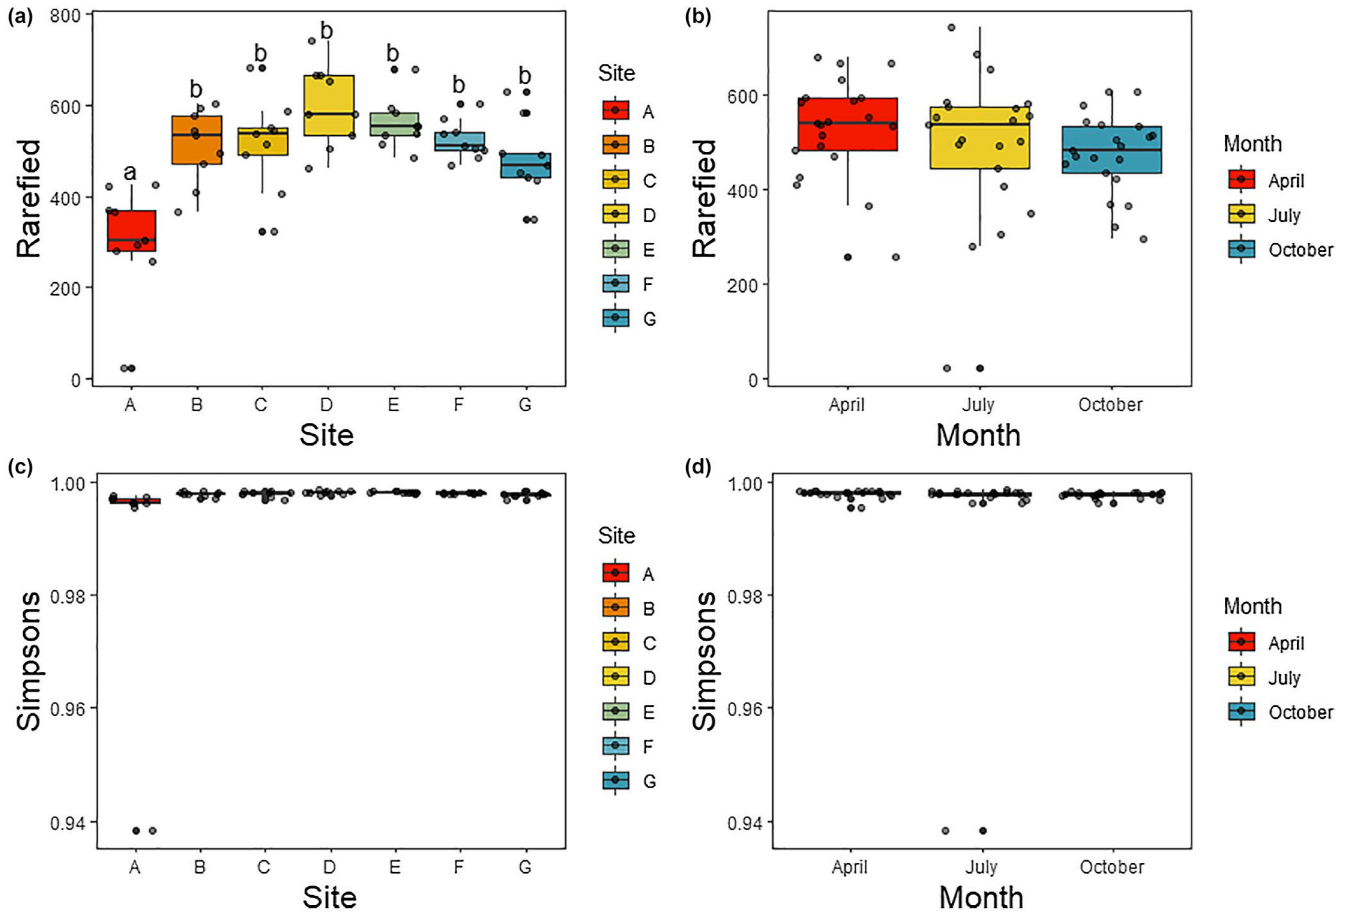 (a)
800
600
400
200
0
Rarefied
a
b
b
b
b
b
b
A B C D E F G
Site
Site
A
B
C
D
E
F
G
(b)
600
400
200
0
Rarefied
April July October
Month
Month
April
July
October
(c)
1.00
0.98
0.96
0.94
Simpsons
A B C D E F G
Site
Site
A
B
C
D
E
F
G
(d)
1.00
0.98
0.96
0.94
Simpsons
April July October
Month
Month
April
July
October